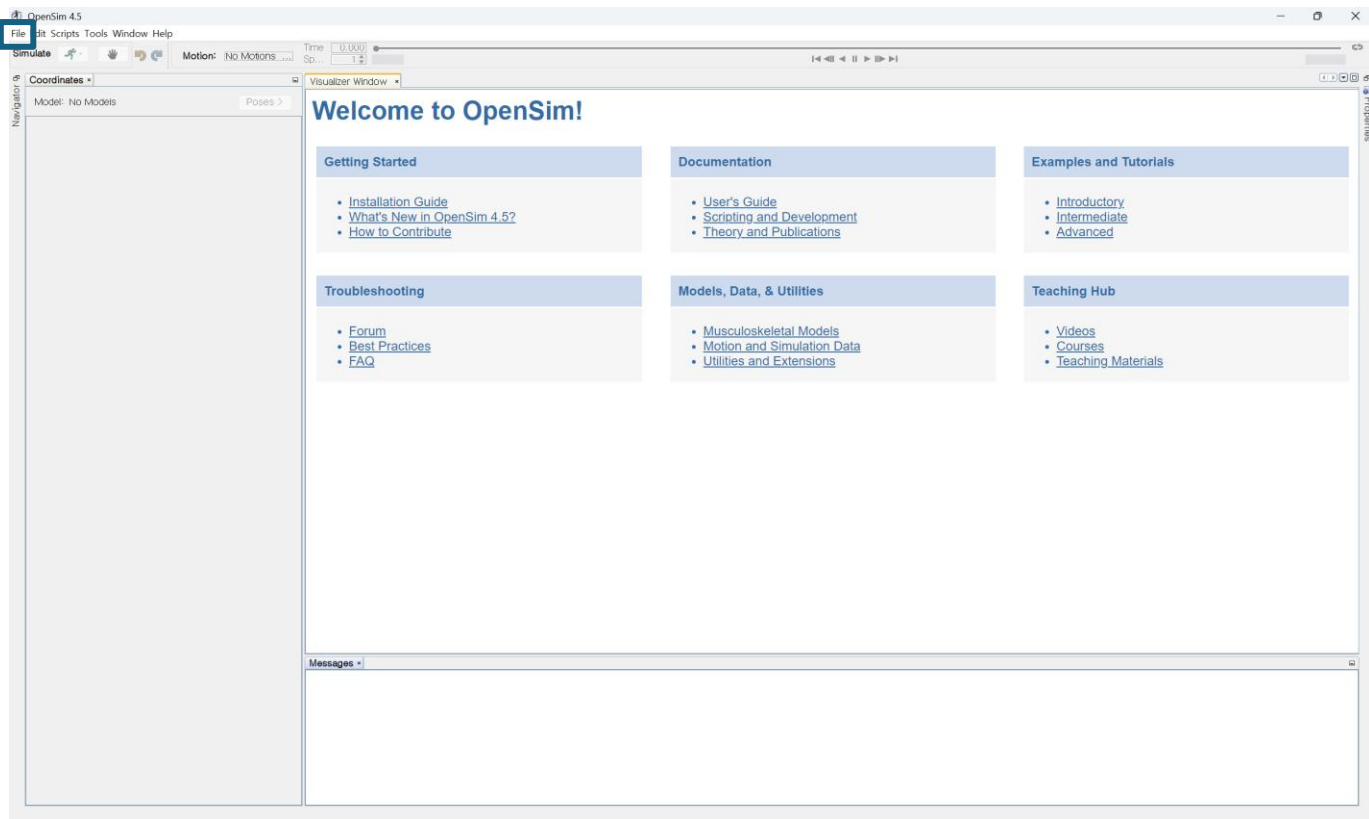 OpenSim 4.5
File Edit Scripts Tools Window Help
Simulate Motion: No Motions ... Time 0.000
Sp... 1
Navigator
Coordinates
Visualizer Window
Properties
Model: No Models Poses >
Welcome to OpenSim!
Getting Started
• Installation Guide
• What's New in OpenSim 4.5?
• How to Contribute
Documentation
• User's Guide
• Scripting and Development
• Theory and Publications
Examples and Tutorials
• Introductory
• Intermediate
• Advanced
Troubleshooting
• Forum
• Best Practices
• FAQ
Models, Data, & Utilities
• Musculoskeletal Models
• Motion and Simulation Data
• Utilities and Extensions
Teaching Hub
• Videos
• Courses
• Teaching Materials
Messages